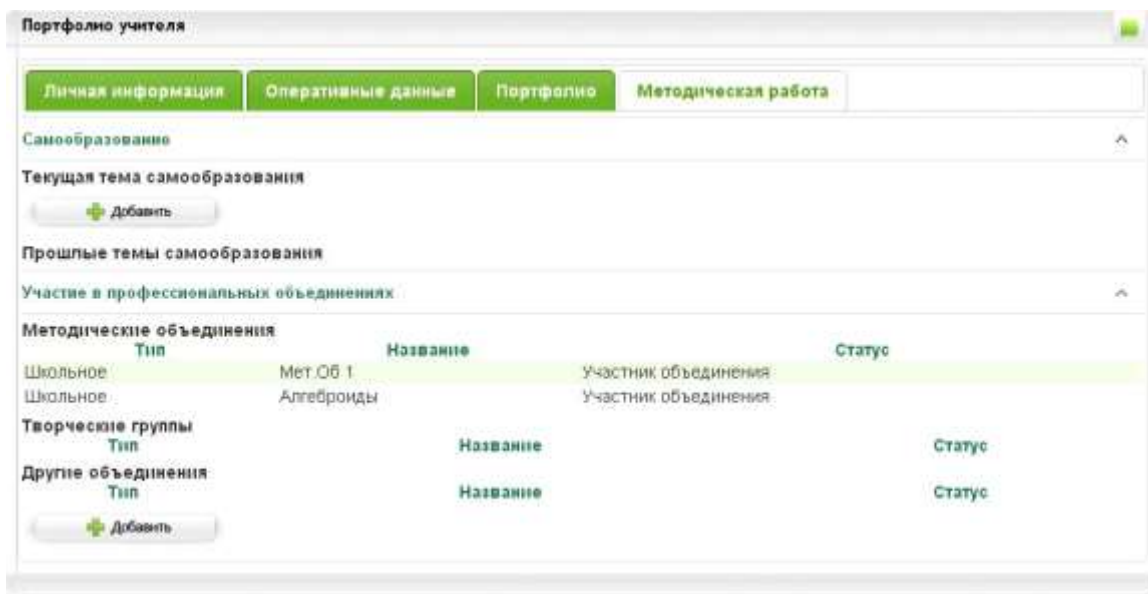 Портфолио учителя
Личная информация Оперативные данные Портфолио Методическая работа
Самообразование
Текущая тема самообразования
Добавить
Прошлые темы самообразования
Участие в профессиональных объединениях
Методические объединения
Тип Название Статус
Школьное Мет.Об 1 Участник объединения
Школьное Алгеброиды Участник объединения
Творческие группы
Тип Название Статус
Другие объединения
Тип Название Статус
Добавить